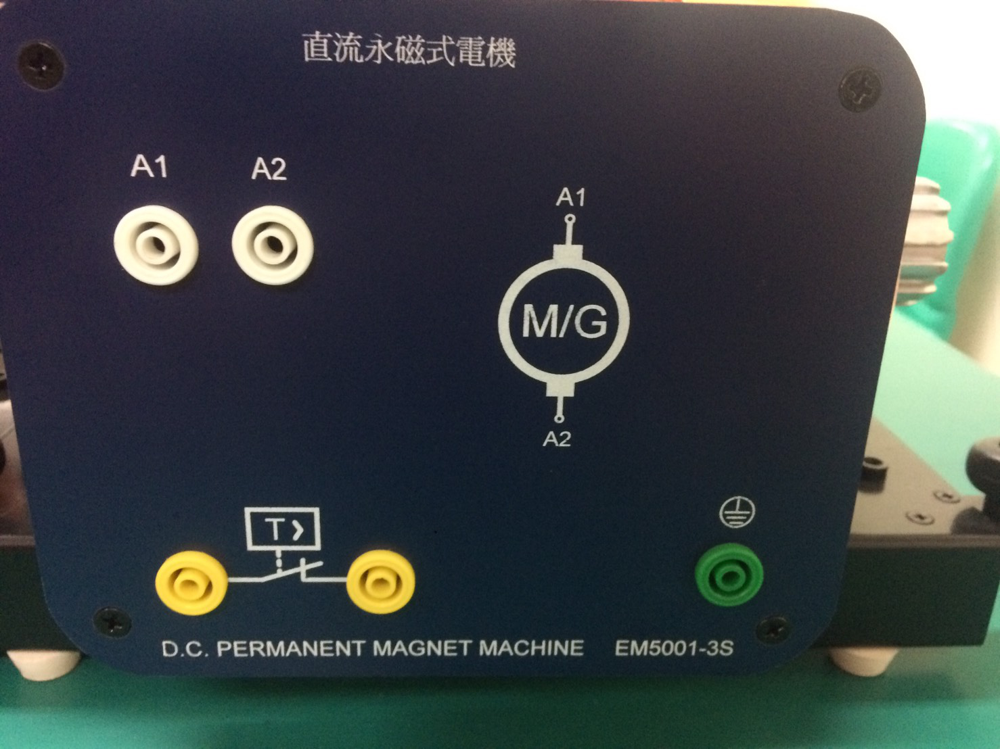 直流永磁式電機
A1 A2
A1
M/G
A2
T>
D.C. PERMANENT MAGNET MACHINE EM5001-3S